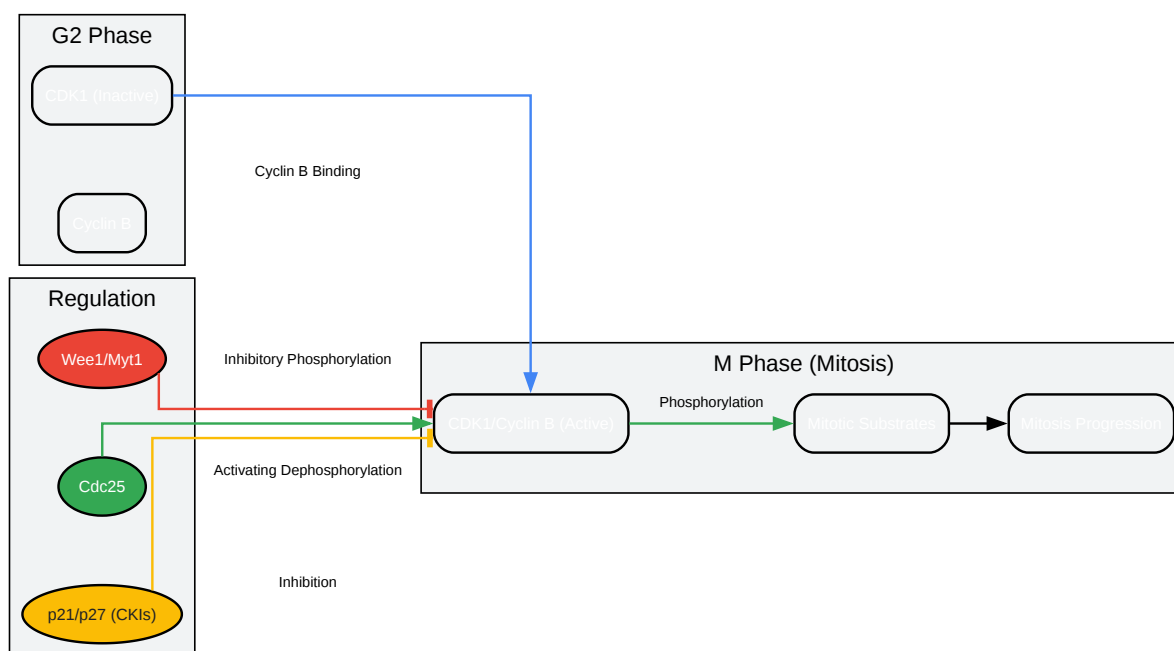 G2 Phase
CDK1 (Inactive)
Cyclin B Binding
Cyclin B
Regulation
Wee1/Myt1
Inhibitory Phosphorylation
M Phase (Mitosis)
Phosphorylation
CDK1/Cyclin B (Active)
Mitotic Substrates
Mitosis Progression
Activating Dephosphorylation
Cdc25
Inhibition
p21/p27 (CKIs)